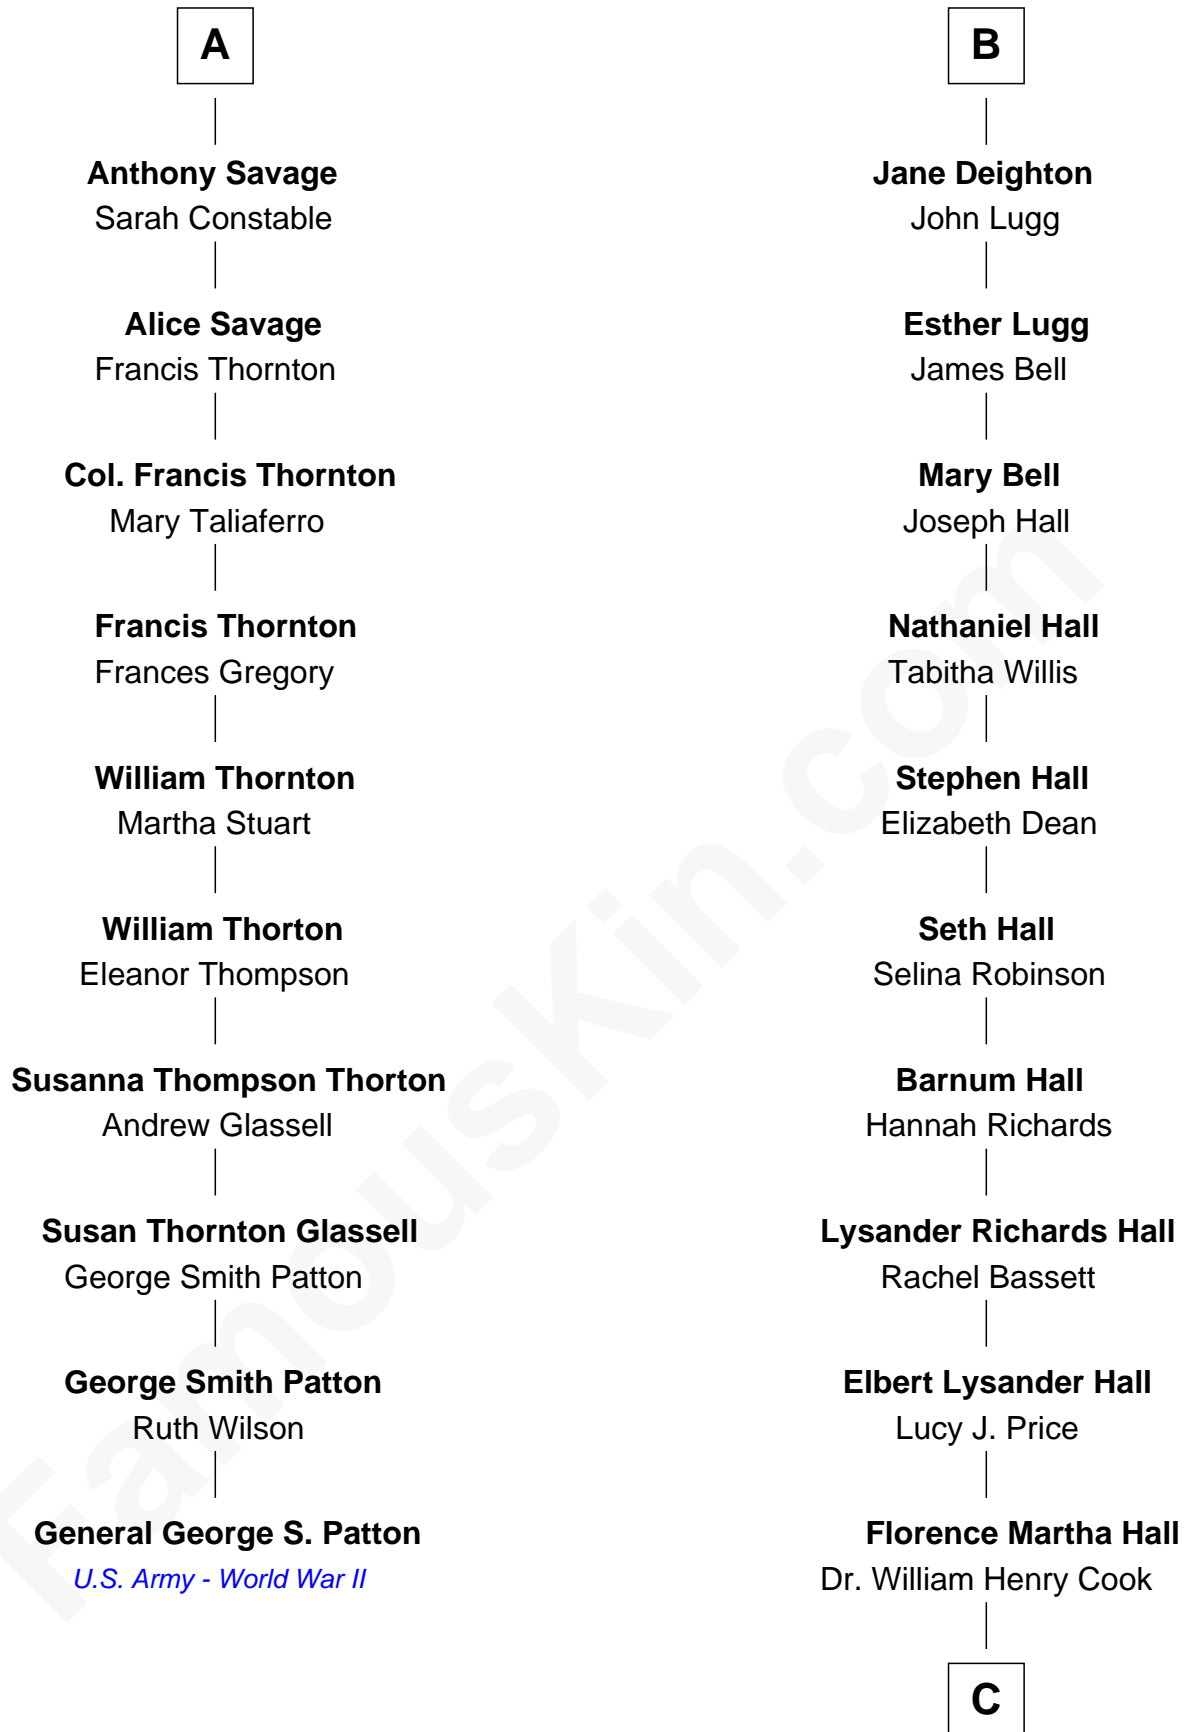 A
Anthony Savage
Sarah Constable
Alice Savage
Francis Thornton
Col. Francis Thornton
Mary Taliaferro
Francis Thornton
Frances Gregory
William Thornton
Martha Stuart
William Thorton
Eleanor Thompson
Susanna Thompson Thorton
Andrew Glassell
Susan Thornton Glassell
George Smith Patton
George Smith Patton
Ruth Wilson
General George S. Patton
U.S. Army - World War II
B
Jane Deighton
John Lugg
Esther Lugg
James Bell
Mary Bell
Joseph Hall
Nathaniel Hall
Tabitha Willis
Stephen Hall
Elizabeth Dean
Seth Hall
Selina Robinson
Barnum Hall
Hannah Richards
Lysander Richards Hall
Rachel Bassett
Elbert Lysander Hall
Lucy J. Price
Florence Martha Hall
Dr. William Henry Cook
C
FamousKin.com